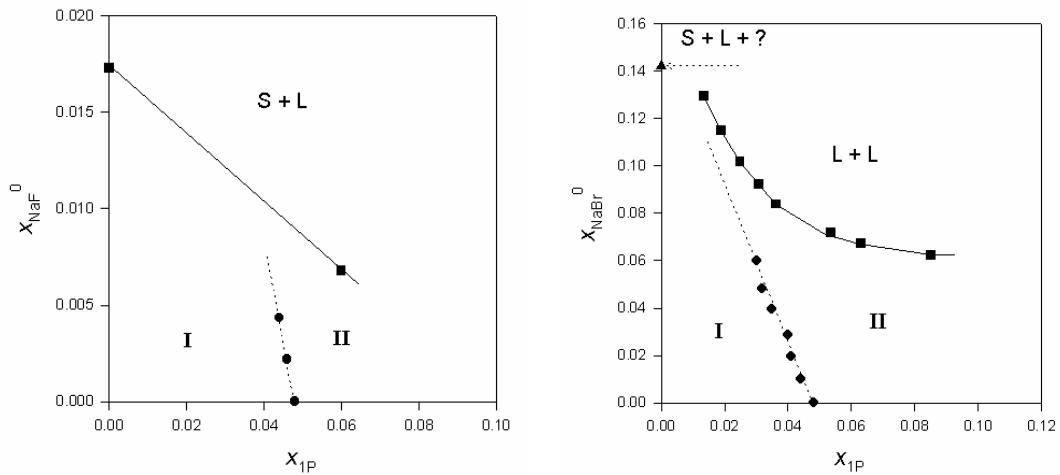 0.020
0.015
0.010
0.005
0.000
x_NaF^0
S + L
I
II
0.00 0.02 0.04 0.06 0.08 0.10
x_1P
0.16
0.14
0.12
0.10
0.08
0.06
0.04
0.02
0.00
x_NaBr^0
S + L + ?
L + L
I
II
0.00 0.02 0.04 0.06 0.08 0.10 0.12
x_1P